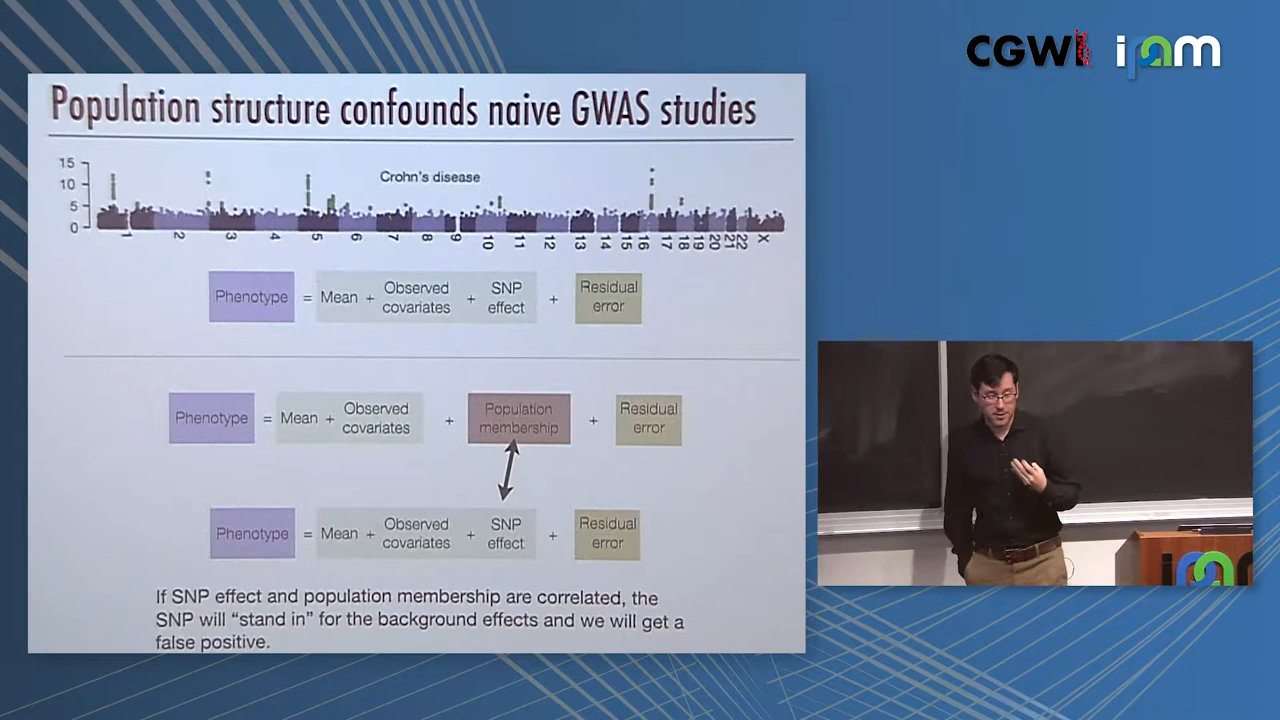 CGWI ipam
Population structure confounds naive GWAS studies
15
10
5
0
Crohn's disease
1 2 3 4 5 6 7 8 9 10 11 12 13 14 15 16 17 18 19 20 21 22 X
Phenotype = Mean + Observed covariates + SNP effect + Residual error
Phenotype = Mean + Observed covariates + Population membership + Residual error
Phenotype = Mean + Observed covariates + SNP effect + Residual error
If SNP effect and population membership are correlated, the
SNP will “stand in” for the background effects and we will get a
false positive.
ipam